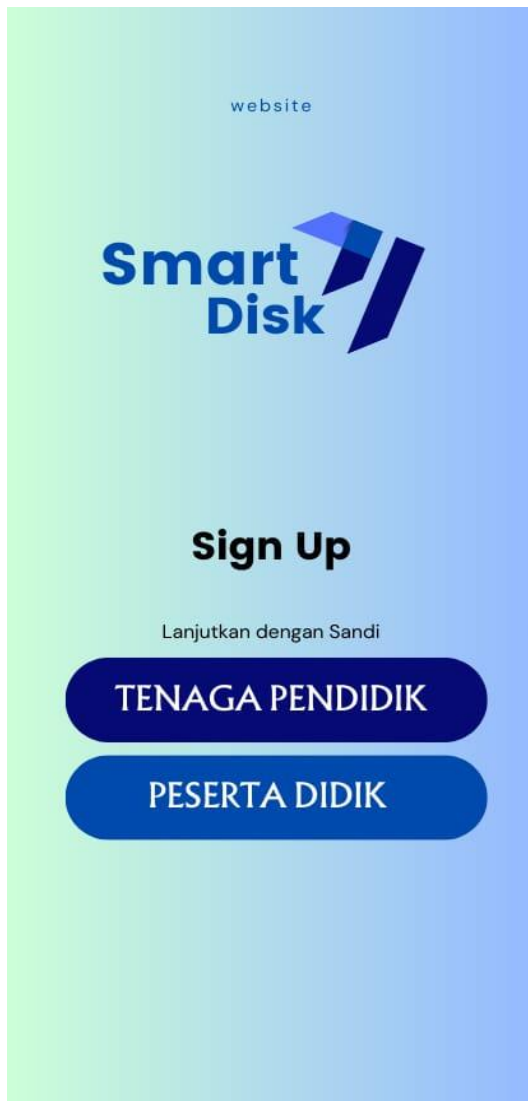 website
Smart
Disk
Sign Up
Lanjutkan dengan Sandi
TENAGA PENDIDIK
PESERTA DIDIK